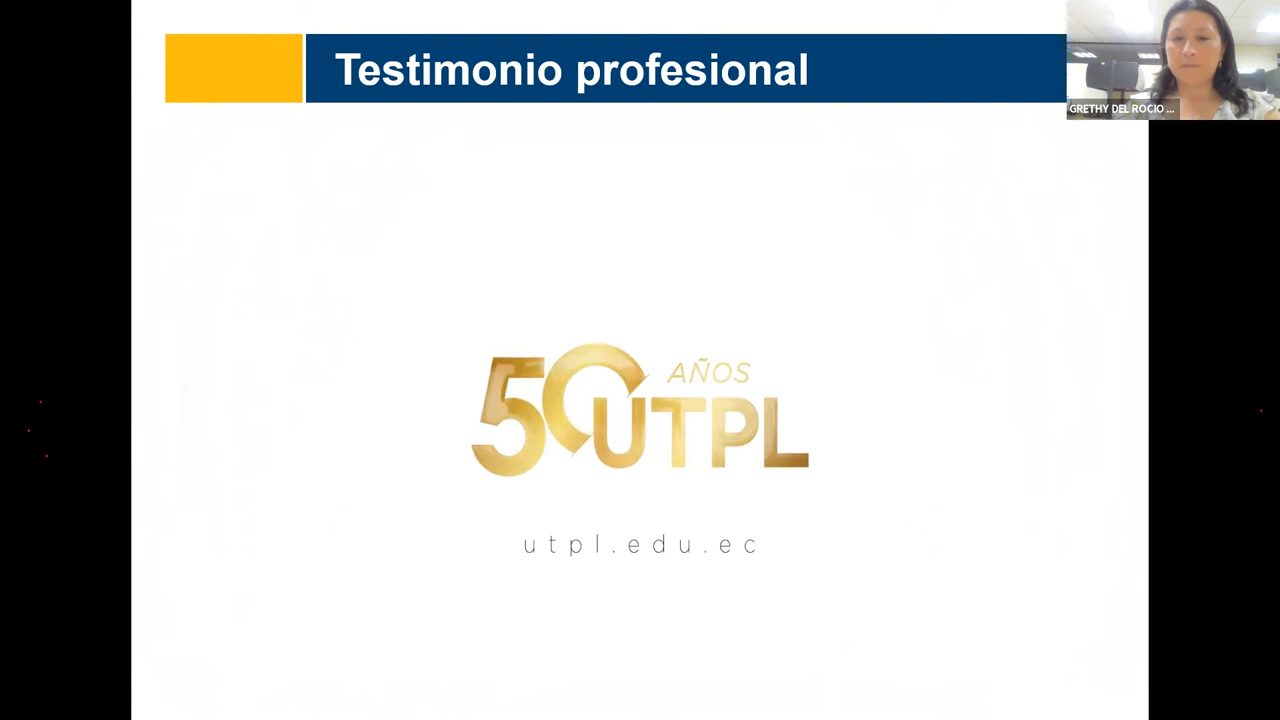 Testimonio profesional
GRETHY DEL ROCIO ...
50 AÑOS
UTPL
utpl.edu.ec